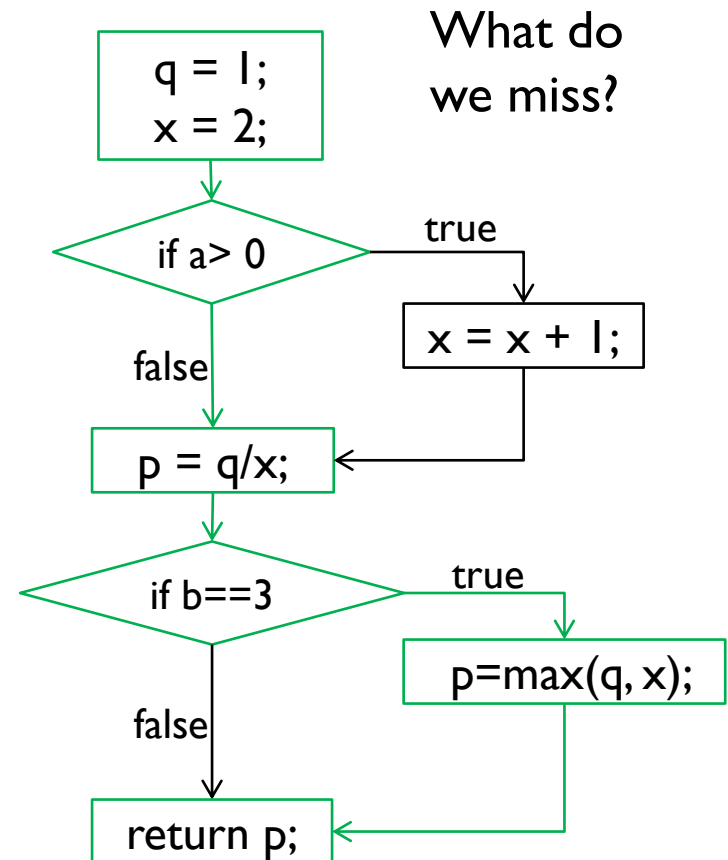 What do
we miss?
q = 1;
x = 2;
if a> 0
true
x = x + 1;
false
p = q/x;
if b==3
true
p=max(q, x);
false
return p;